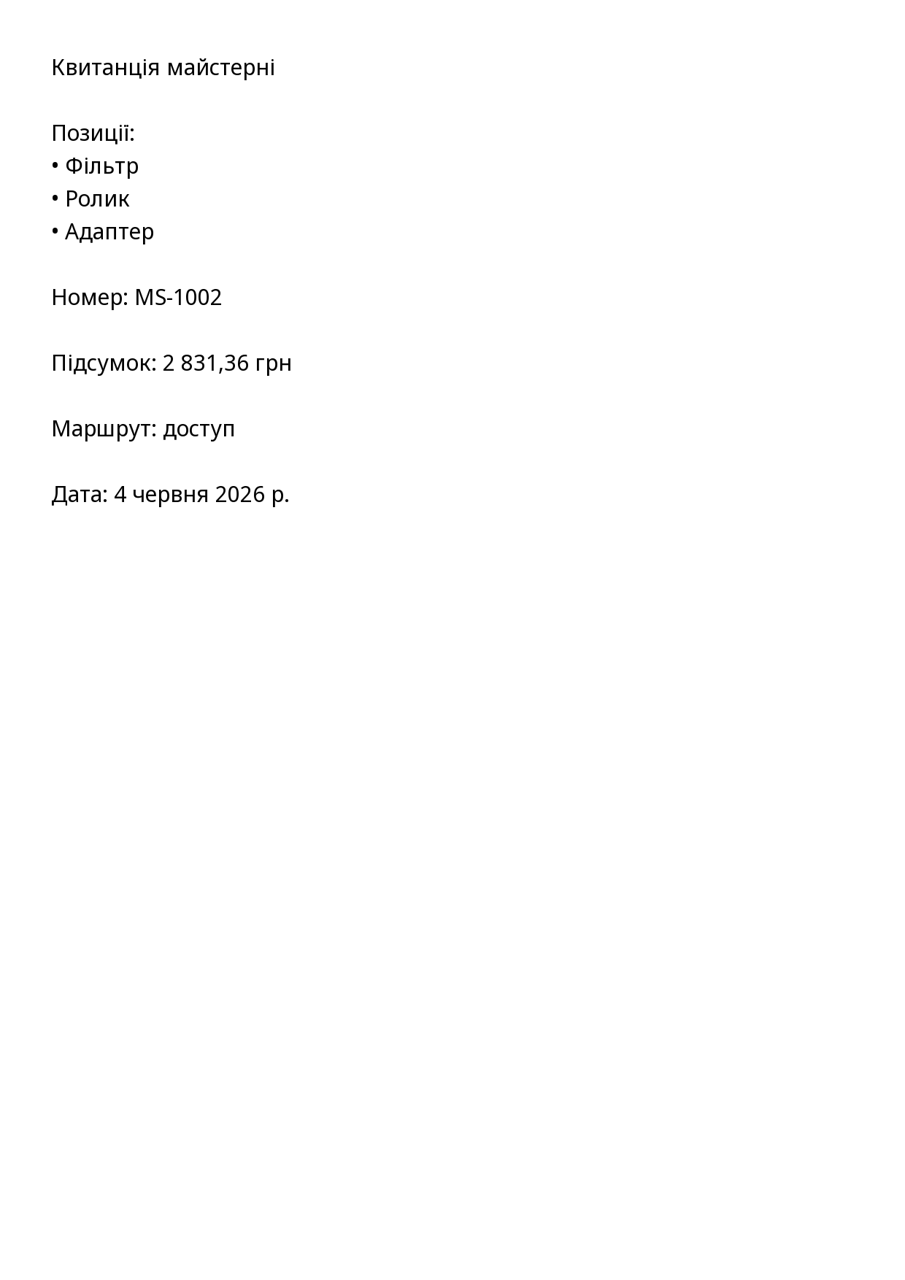 Квитанція майстерні
Позиції:
• Фільтр
• Ролик
• Адаптер
Номер: MS-1002
Підсумок: 2 831,36 грн
Маршрут: доступ
Дата: 4 червня 2026 р.